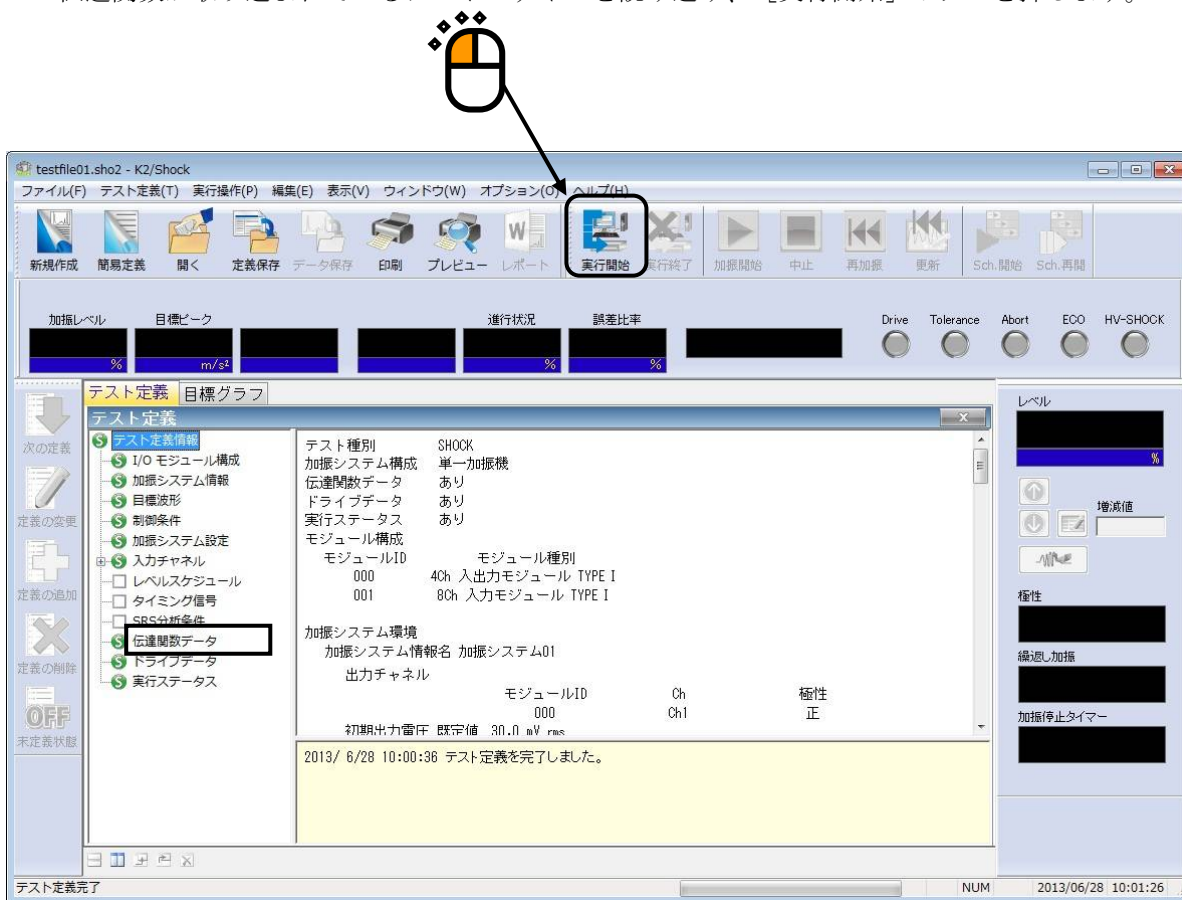 testfile01.sho2 - K2/Shock
ファイル(F) テスト定義(T) 実行操作(P) 編集(E) 表示(V) ウィンドウ(W) オプション(O) ヘルプ(H)
新規作成 簡易定義 開く 定義保存 データ保存 印刷 プレビュー レポート 実行開始 実行終了 加振開始 中止 再加振 更新 Sch.開始 Sch.再開
加振レベル 目標ピーク 進行状況 誤差比率 Drive Tolerance Abort ECO HV-SHOCK
% m/s² % %
テスト定義 目標グラフ
テスト定義
次の定義
定義の変更
定義の追加
定義の削除
OFF
未定義状態
テスト定義情報
I/O モジュール構成
加振システム情報
目標波形
制御条件
加振システム設定
入力チャネル
レベルスケジュール
タイミング信号
SRS分析条件
伝達関数データ
ドライブデータ
実行ステータス
テスト種別 SHOCK
加振システム構成 単一加振機
伝達関数データ あり
ドライブデータ あり
実行ステータス あり
モジュール構成
モジュールID モジュール種別
000 4Ch 入出力モジュール TYPE I
001 8Ch 入力モジュール TYPE I
加振システム環境
加振システム情報名 加振システム01
出力チャネル
モジュールID Ch 極性
000 Ch1 正
初期出力電圧 既定値 30.0 mV rms
2013/ 6/28 10:00:36 テスト定義を完了しました。
レベル
%
増減値
極性
繰返し加振
加振停止タイマー
テスト定義完了 NUM 2013/06/28 10:01:26